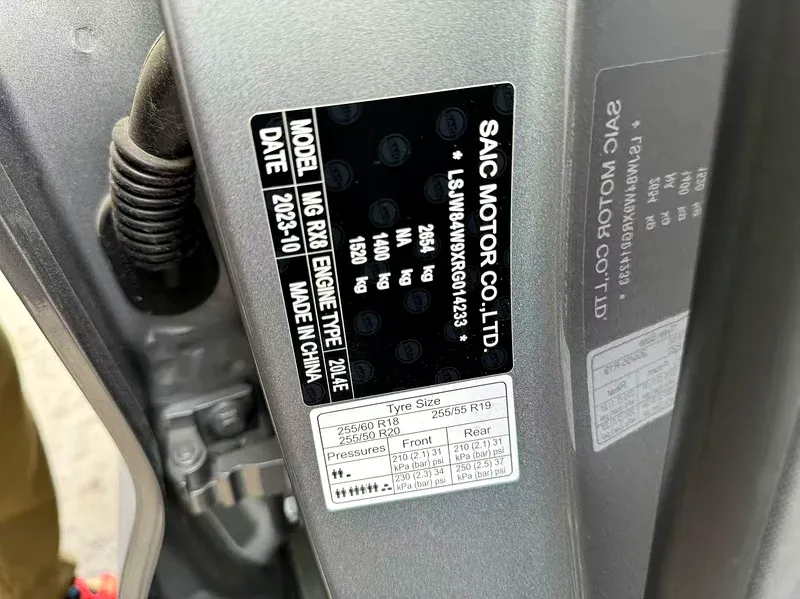 SAIC MOTOR CO.,LTD.
* LSJW84W9XRG014233 *
2654 kg
NA kg
1400 kg
1520 kg
MODEL MG RX8 ENGINE TYPE 20L4E
DATE 2023-10 MADE IN CHINA
Tyre Size
255/60 R18 255/55 R19
255/50 R20
Pressures Front Rear
210 (2.1) 31 kPa (bar) psi 210 (2.1) 31 kPa (bar) psi
230 (2.3) 34 kPa (bar) psi 250 (2.5) 37 kPa (bar) psi